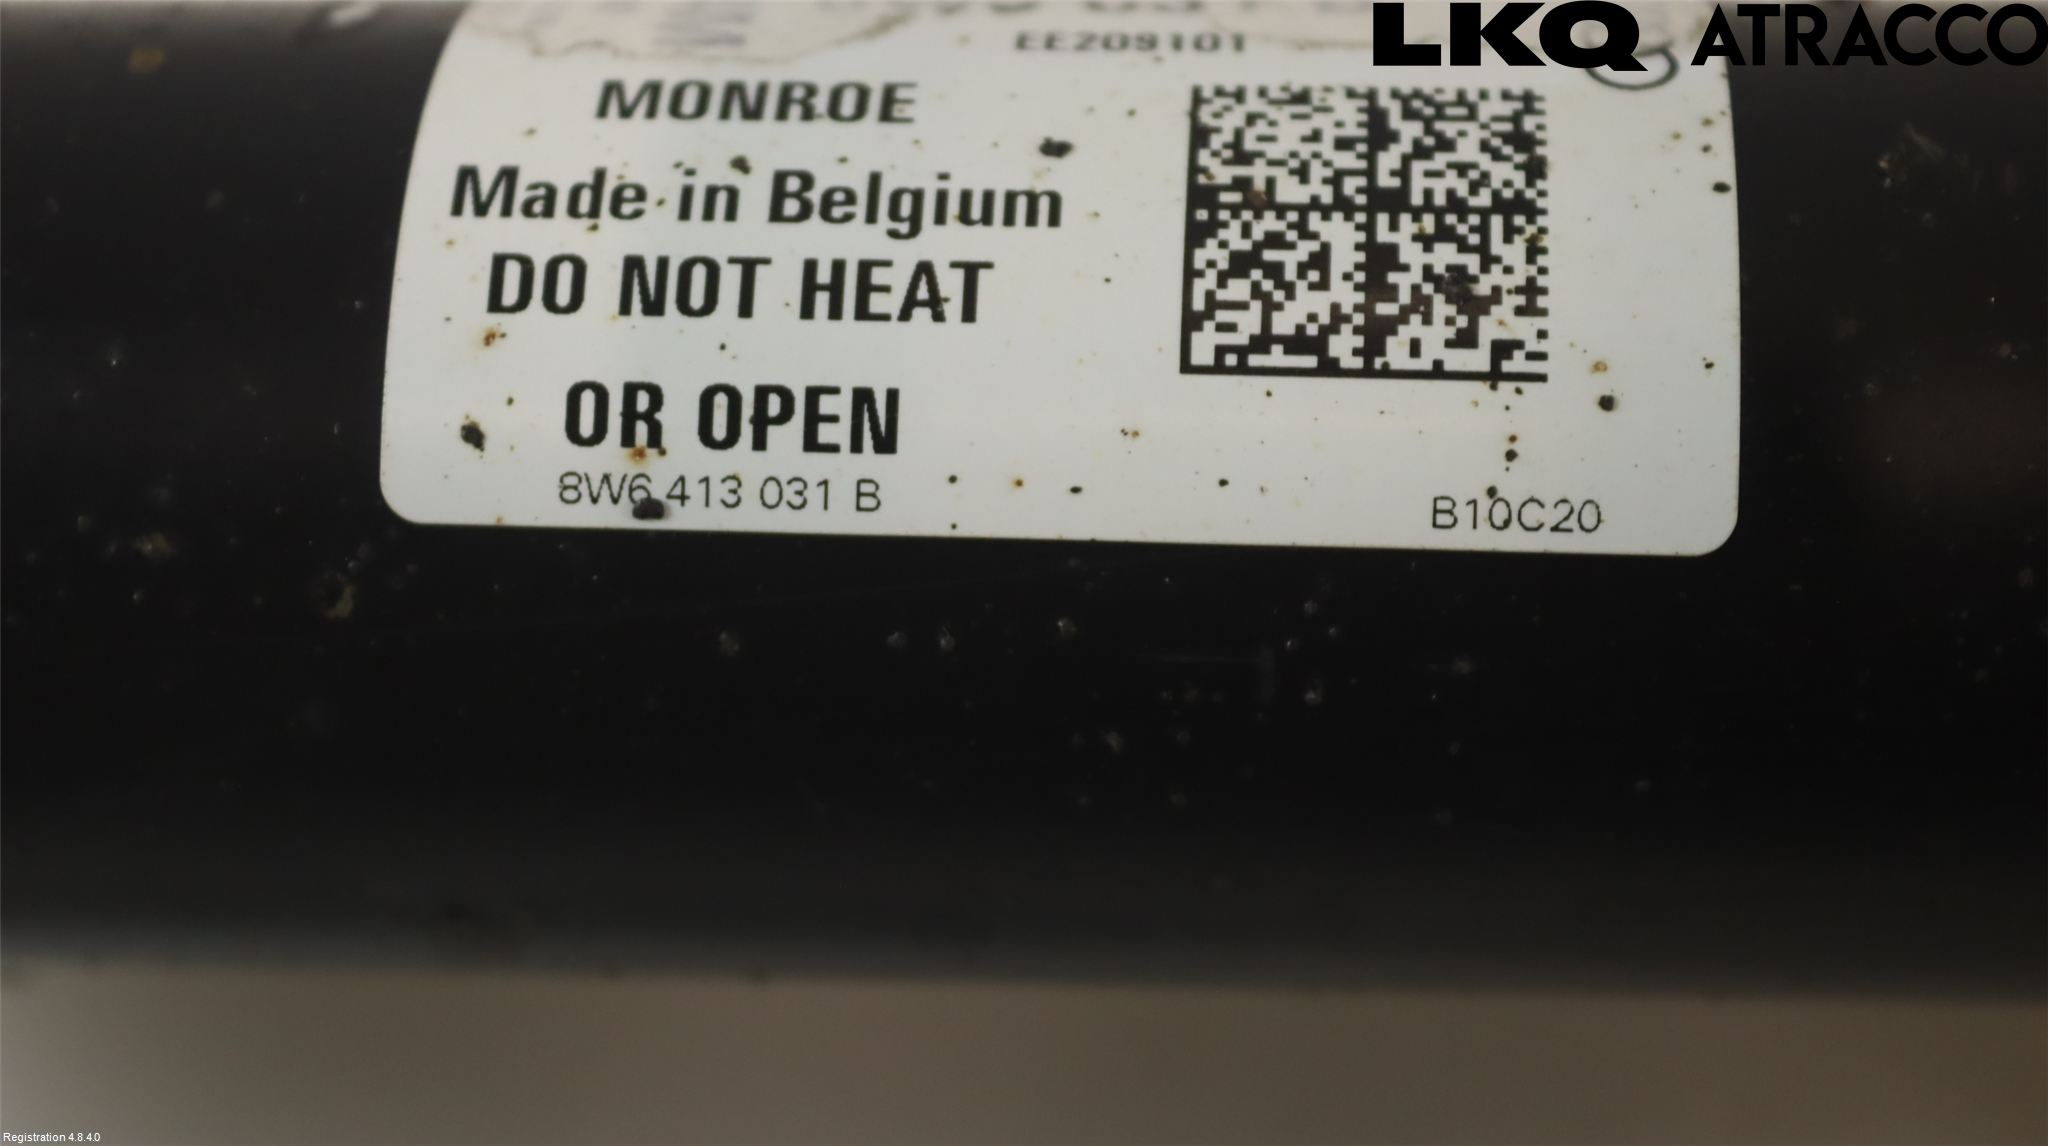 LKQ ATRACCO
EE209101
MONROE
Made in Belgium
DO NOT HEAT
OR OPEN
8W6 413 031 B
B10C20
Registration 4.8.4.0